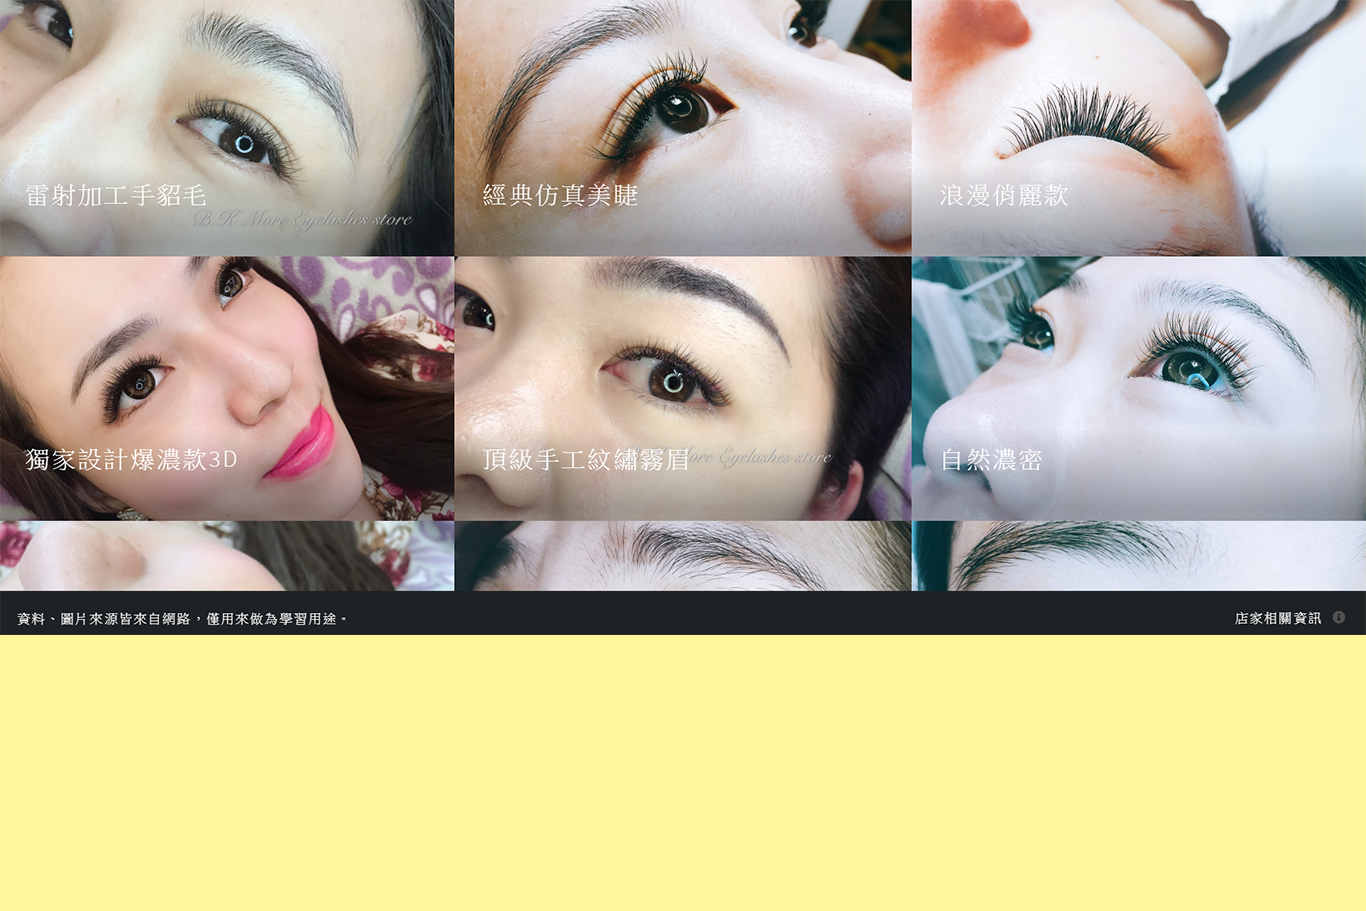 雷射加工手貂毛
B.K More Eyelashes store
經典仿真美睫
浪漫俏麗款
獨家設計爆濃款3D
頂級手工紋繡霧眉
ore Eyelashes store
自然濃密
資料、圖片來源皆來自網路，僅用來做為學習用途。
店家相關資訊